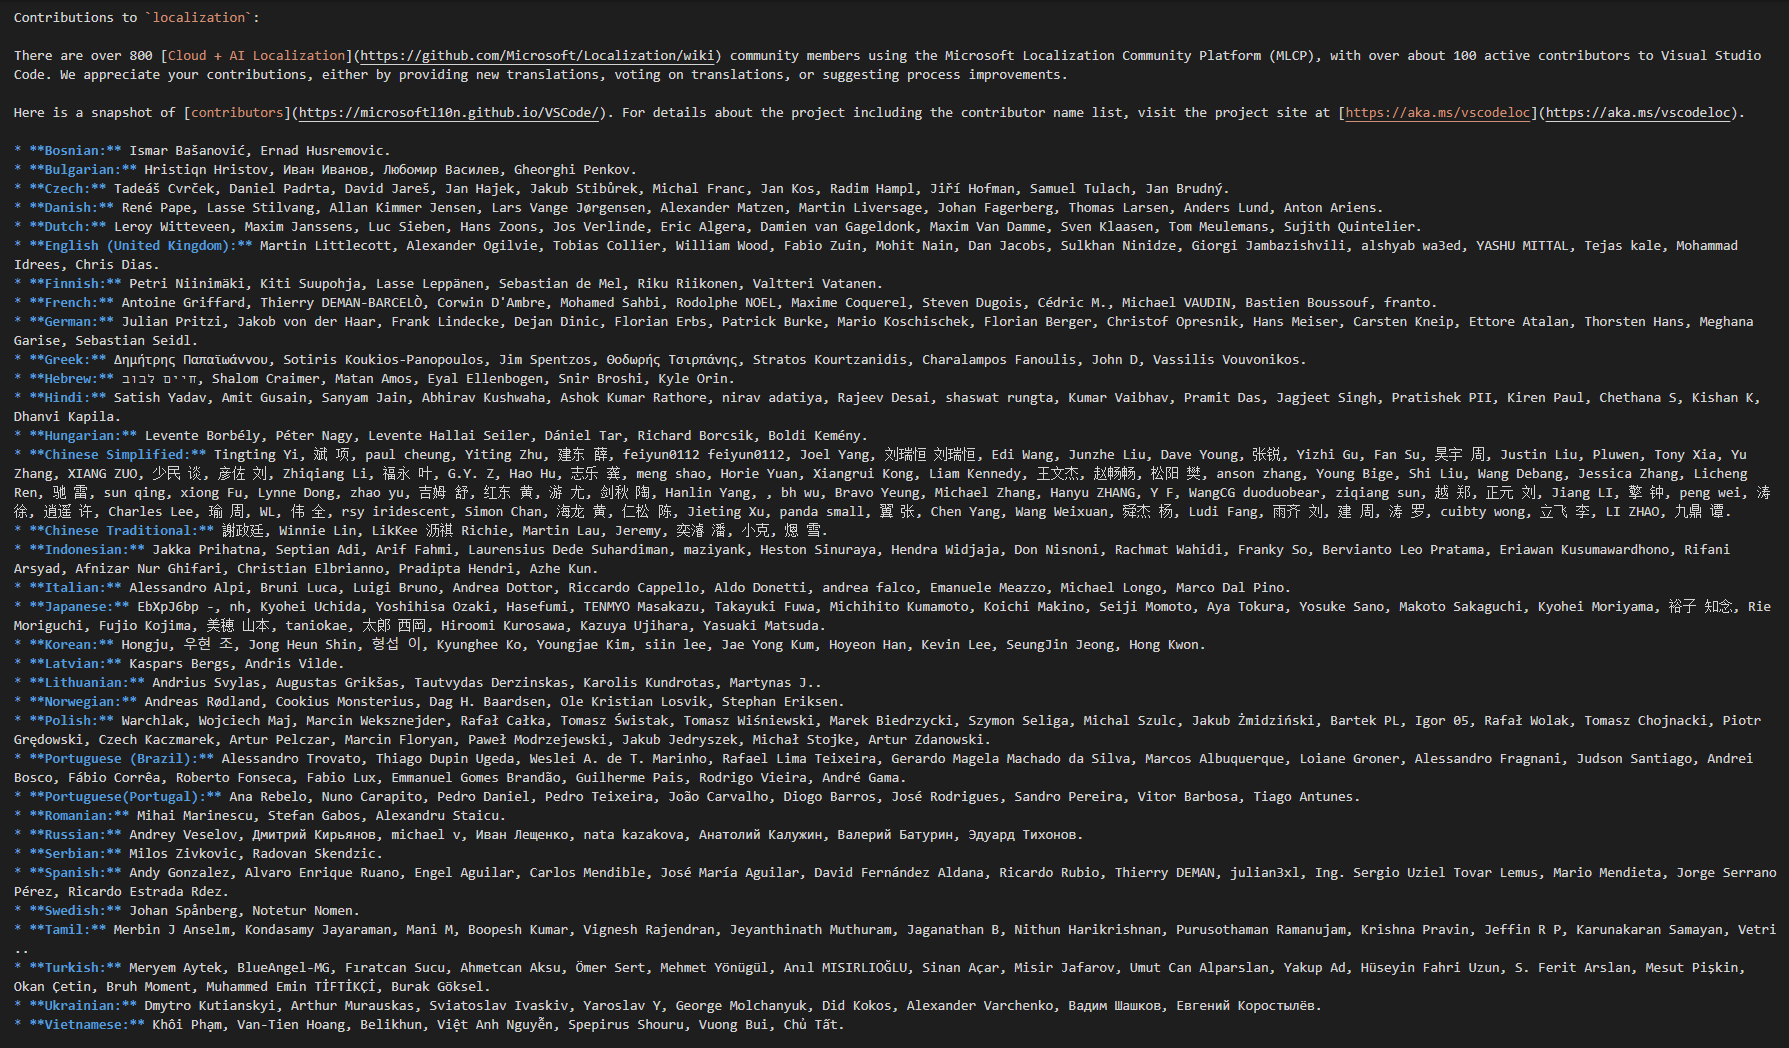 Contributions to `localization`:
There are over 800 [Cloud + AI Localization](https://github.com/Microsoft/Localization/wiki) community members using the Microsoft Localization Community Platform (MLCP), with over about 100 active contributors to Visual Studio
Code. We appreciate your contributions, either by providing new translations, voting on translations, or suggesting process improvements.
Here is a snapshot of [contributors](https://microsoftl10n.github.io/VSCode/). For details about the project including the contributor name list, visit the project site at [https://aka.ms/vscodeloc](https://aka.ms/vscodeloc).
* **Bosnian:** Ismar Bašanović, Ernad Husremovic.
* **Bulgarian:** Hristiqn Hristov, Иван Иванов, Любомир Василев, Gheorghi Penkov.
* **Czech:** Tadeáš Cvrček, Daniel Padrta, David Jareš, Jan Hajek, Jakub Stibůrek, Michal Franc, Jan Kos, Radim Hampl, Jiří Hofman, Samuel Tulach, Jan Brudný.
* **Danish:** René Pape, Lasse Stilvang, Allan Kimmer Jensen, Lars Vange Jørgensen, Alexander Matzen, Martin Liversage, Johan Fagerberg, Thomas Larsen, Anders Lund, Anton Ariens.
* **Dutch:** Leroy Witteveen, Maxim Janssens, Luc Sieben, Hans Zoons, Jos Verlinde, Eric Algera, Damien van Gageldonk, Maxim Van Damme, Sven Klaasen, Tom Meulemans, Sujith Quintelier.
* **English (United Kingdom):** Martin Littlecott, Alexander Ogilvie, Tobias Collier, William Wood, Fabio Zuin, Mohit Nain, Dan Jacobs, Sulkhan Ninidze, Giorgi Jambazishvili, alshyab wa3ed, YASHU MITTAL, Tejas kale, Mohammad
Idrees, Chris Dias.
* **Finnish:** Petri Niinimäki, Kiti Suupohja, Lasse Leppänen, Sebastian de Mel, Riku Riikonen, Valtteri Vatanen.
* **French:** Antoine Griffard, Thierry DEMAN-BARCELÒ, Corwin D'Ambre, Mohamed Sahbi, Rodolphe NOEL, Maxime Coquerel, Steven Dugois, Cédric M., Michael VAUDIN, Bastien Boussouf, franto.
* **German:** Julian Pritzi, Jakob von der Haar, Frank Lindecke, Dejan Dinic, Florian Erbs, Patrick Burke, Mario Koschischek, Florian Berger, Christof Opresnik, Hans Meiser, Carsten Kneip, Ettore Atalan, Thorsten Hans, Meghana
Garise, Sebastian Seidl.
* **Greek:** Δημήτρης Παπαϊωάννου, Sotiris Koukios-Panopoulos, Jim Spentzos, Θοδωρής Τσιρπάνης, Stratos Kourtzanidis, Charalampos Fanoulis, John D, Vassilis Vouvonikos.
* **Hebrew:** חיים לבוב, Shalom Craimer, Matan Amos, Eyal Ellenbogen, Snir Broshi, Kyle Orin.
* **Hindi:** Satish Yadav, Amit Gusain, Sanyam Jain, Abhirav Kushwaha, Ashok Kumar Rathore, nirav adatiya, Rajeev Desai, shaswat rungta, Kumar Vaibhav, Pramit Das, Jagjeet Singh, Pratishek PII, Kiren Paul, Chethana S, Kishan K,
Dhanvi Kapila.
* **Hungarian:** Levente Borbély, Péter Nagy, Levente Hallai Seiler, Dániel Tar, Richard Borcsik, Boldi Kemény.
* **Chinese Simplified:** Tingting Yi, 斌 项, paul cheung, Yiting Zhu, 建东 薛, feiyun0112 feiyun0112, Joel Yang, 刘瑞恒 刘瑞恒, Edi Wang, Junzhe Liu, Dave Young, 张锐, Yizhi Gu, Fan Su, 昊宇 周, Justin Liu, Pluwen, Tony Xia, Yu
Zhang, XIANG ZUO, 少民 谈, 彦佐 刘, Zhiqiang Li, 福永 叶, G.Y. Z, Hao Hu, 志乐 龚, meng shao, Horie Yuan, Xiangrui Kong, Liam Kennedy, 王文杰, 赵畅畅, 松阳 樊, anson zhang, Young Bige, Shi Liu, Wang Debang, Jessica Zhang, Licheng
Ren, 驰 雷, sun qing, xiong Fu, Lynne Dong, zhao yu, 吉姆 舒, 红东 黄, 游 尤, 剑秋 陶, Hanlin Yang, , bh wu, Bravo Yeung, Michael Zhang, Hanyu ZHANG, Y F, WangCG duoduobear, ziqiang sun, 越 郑, 正元 刘, Jiang LI, 擎 钟, peng wei, 涛
徐, 逍遥 许, Charles Lee, 瑜 周, WL, 伟 全, rsy iridescent, Simon Chan, 海龙 黄, 仁松 陈, Jieting Xu, panda small, 翼 张, Chen Yang, Wang Weixuan, 舜杰 杨, Ludi Fang, 雨齐 刘, 建 周, 涛 罗, cuibty wong, 立飞 李, LI ZHAO, 九鼎 谭.
* **Chinese Traditional:** 謝政廷, Winnie Lin, LikKee 沥祺 Richie, Martin Lau, Jeremy, 奕濬 潘, 小克, 煾 雪.
* **Indonesian:** Jakka Prihatna, Septian Adi, Arif Fahmi, Laurensius Dede Suhardiman, maziyank, Heston Sinuraya, Hendra Widjaja, Don Nisnoni, Rachmat Wahidi, Franky So, Bervianto Leo Pratama, Eriawan Kusumawardhono, Rifani
Arsyad, Afnizar Nur Ghifari, Christian Elbrianno, Pradipta Hendri, Azhe Kun.
* **Italian:** Alessandro Alpi, Bruni Luca, Luigi Bruno, Andrea Dottor, Riccardo Cappello, Aldo Donetti, andrea falco, Emanuele Meazzo, Michael Longo, Marco Dal Pino.
* **Japanese:** EbXpJ6bp -, nh, Kyohei Uchida, Yoshihisa Ozaki, Hasefumi, TENMYO Masakazu, Takayuki Fuwa, Michihito Kumamoto, Koichi Makino, Seiji Momoto, Aya Tokura, Yosuke Sano, Makoto Sakaguchi, Kyohei Moriyama, 裕子 知念, Rie
Moriguchi, Fujio Kojima, 美穂 山本, taniokae, 太郎 西岡, Hiroomi Kurosawa, Kazuya Ujihara, Yasuaki Matsuda.
* **Korean:** Hongju, 우현 조, Jong Heun Shin, 형섭 이, Kyunghee Ko, Youngjae Kim, siin lee, Jae Yong Kum, Hoyeon Han, Kevin Lee, SeungJin Jeong, Hong Kwon.
* **Latvian:** Kaspars Bergs, Andris Vilde.
* **Lithuanian:** Andrius Svylas, Augustas Grikšas, Tautvydas Derzinskas, Karolis Kundrotas, Martynas J..
* **Norwegian:** Andreas Rødland, Cookius Monsterius, Dag H. Baardsen, Ole Kristian Losvik, Stephan Eriksen.
* **Polish:** Warchlak, Wojciech Maj, Marcin Weksznejder, Rafał Całka, Tomasz Świstak, Tomasz Wiśniewski, Marek Biedrzycki, Szymon Seliga, Michal Szulc, Jakub Żmidziński, Bartek PL, Igor 05, Rafał Wolak, Tomasz Chojnacki, Piotr
Grędowski, Czech Kaczmarek, Artur Pelczar, Marcin Floryan, Paweł Modrzejewski, Jakub Jedryszek, Michał Stojke, Artur Zdanowski.
* **Portuguese (Brazil):** Alessandro Trovato, Thiago Dupin Ugeda, Weslei A. de T. Marinho, Rafael Lima Teixeira, Gerardo Magela Machado da Silva, Marcos Albuquerque, Loiane Groner, Alessandro Fragnani, Judson Santiago, Andrei
Bosco, Fábio Corrêa, Roberto Fonseca, Fabio Lux, Emmanuel Gomes Brandão, Guilherme Pais, Rodrigo Vieira, André Gama.
* **Portuguese(Portugal):** Ana Rebelo, Nuno Carapito, Pedro Daniel, Pedro Teixeira, João Carvalho, Diogo Barros, José Rodrigues, Sandro Pereira, Vitor Barbosa, Tiago Antunes.
* **Romanian:** Mihai Marinescu, Stefan Gabos, Alexandru Staicu.
* **Russian:** Andrey Veselov, Дмитрий Кирьянов, michael v, Иван Лещенко, nata kazakova, Анатолий Калужин, Валерий Батурин, Эдуард Тихонов.
* **Serbian:** Milos Zivkovic, Radovan Skendzic.
* **Spanish:** Andy Gonzalez, Alvaro Enrique Ruano, Engel Aguilar, Carlos Mendible, José María Aguilar, David Fernández Aldana, Ricardo Rubio, Thierry DEMAN, julian3xl, Ing. Sergio Uziel Tovar Lemus, Mario Mendieta, Jorge Serrano
Pérez, Ricardo Estrada Rdez.
* **Swedish:** Johan Spånberg, Notetur Nomen.
* **Tamil:** Merbin J Anselm, Kondasamy Jayaraman, Mani M, Boopesh Kumar, Vignesh Rajendran, Jeyanthinath Muthuram, Jaganathan B, Nithun Harikrishnan, Purusothaman Ramanujam, Krishna Pravin, Jeffin R P, Karunakaran Samayan, Vetri
..
* **Turkish:** Meryem Aytek, BlueAngel-MG, Fıratcan Sucu, Ahmetcan Aksu, Ömer Sert, Mehmet Yönügül, Anıl MISIRLIOĞLU, Sinan Açar, Misir Jafarov, Umut Can Alparslan, Yakup Ad, Hüseyin Fahri Uzun, S. Ferit Arslan, Mesut Pişkin,
Okan Çetin, Bruh Moment, Muhammed Emin TİFTİKÇİ, Burak Göksel.
* **Ukrainian:** Dmytro Kutianskyi, Arthur Murauskas, Sviatoslav Ivaskiv, Yaroslav Y, George Molchanyuk, Did Kokos, Alexander Varchenko, Вадим Шашков, Евгений Коростылёв.
* **Vietnamese:** Khôi Phạm, Van-Tien Hoang, Belikhun, Việt Anh Nguyễn, Spepirus Shouru, Vuong Bui, Chủ Tất.